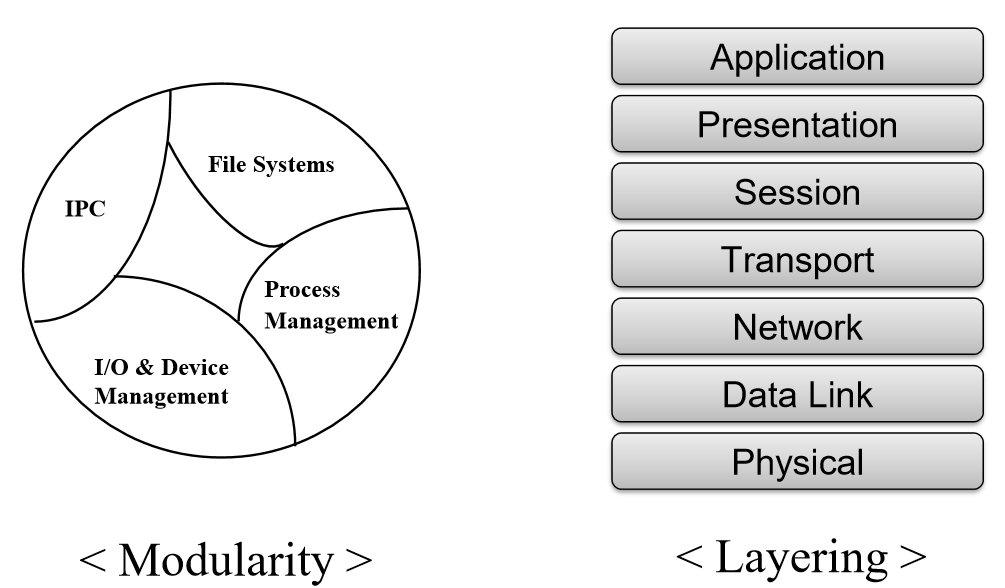 File Systems
IPC
Process
Management
I/O & Device
Management
< Modularity >
Application
Presentation
Session
Transport
Network
Data Link
Physical
< Layering >